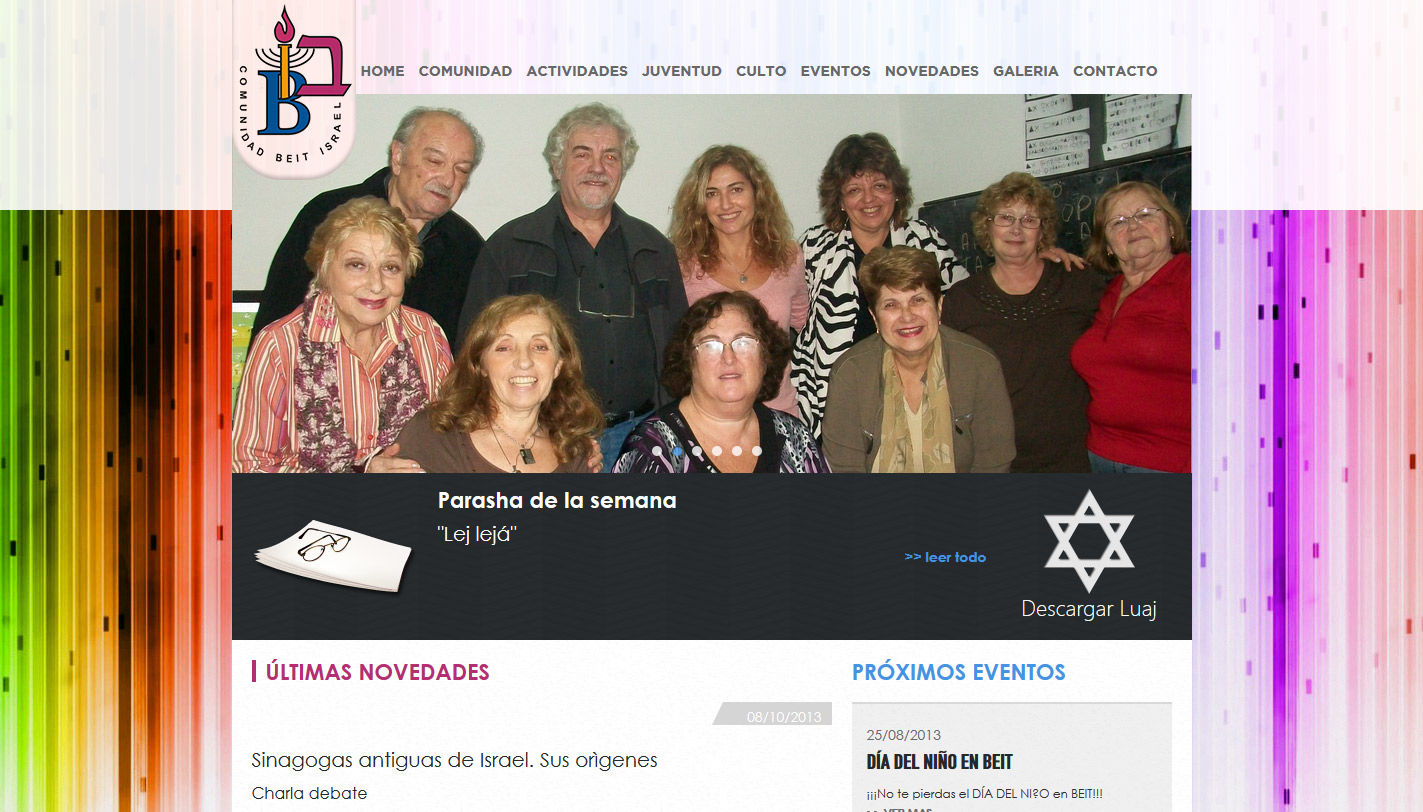 COMUNIDAD BEIT ISRAEL
B
ב
HOME COMUNIDAD ACTIVIDADES JUVENTUD CULTO EVENTOS NOVEDADES GALERIA CONTACTO
Parasha de la semana
"Lej lejá"
>> leer todo
Descargar Luaj
ÚLTIMAS NOVEDADES
08/10/2013
Sinagogas antiguas de Israel. Sus orìgenes
Charla debate
PRÓXIMOS EVENTOS
25/08/2013
DÍA DEL NIÑO EN BEIT
¡¡¡No te pierdas el DÍA DEL NI?O en BEIT!!!
>> VER MAS